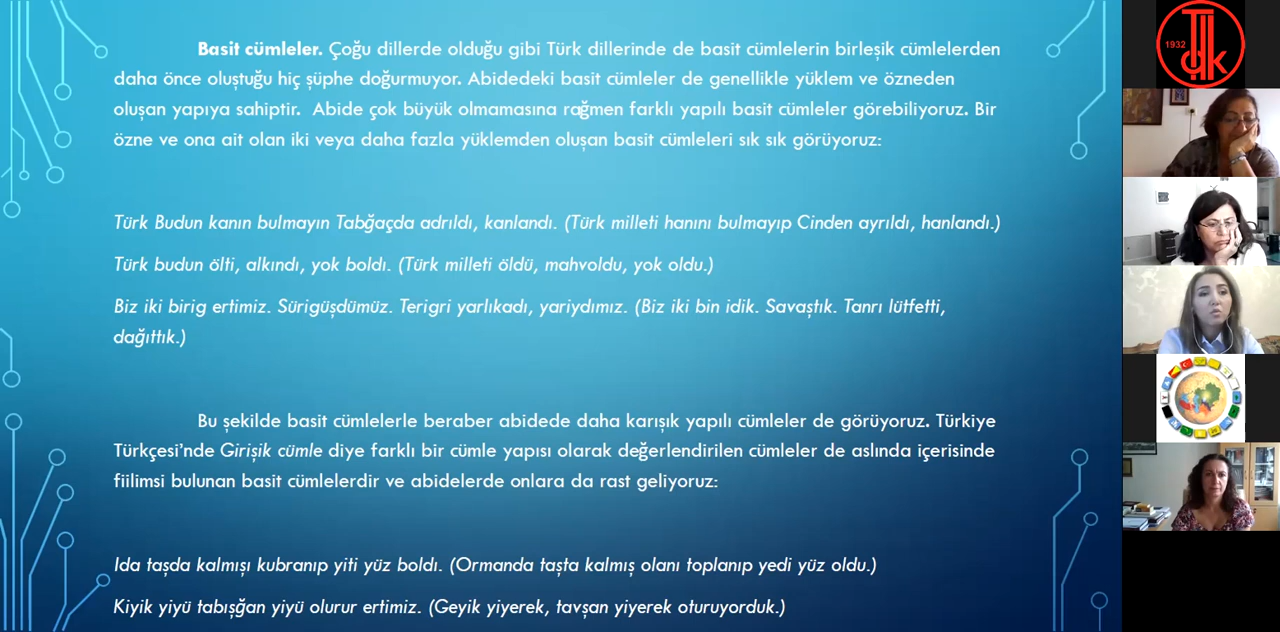 Basit cümleler. Çoğu dillerde olduğu gibi Türk dillerinde de basit cümlelerin birleşik cümlelerden
daha önce oluştuğu hiç şüphe doğurmuyor. Abidedeki basit cümleler de genellikle yüklem ve özneden
oluşan yapıya sahiptir. Abide çok büyük olmamasına rağmen farklı yapılı basit cümleler görebiliyoruz. Bir
özne ve ona ait olan iki veya daha fazla yüklemden oluşan basit cümleleri sık sık görüyoruz:
Türk Budun kanın bulmayın Tabğaçda adrıldı, kanlandı. (Türk milleti hanını bulmayıp Cinden ayrıldı, hanlandı.)
Türk budun ölti, alkındı, yok boldı. (Türk milleti öldü, mahvoldu, yok oldu.)
Biz iki birig ertimiz. Sürigüşdümüz. Terigri yarlıkadı, yariydımız. (Biz iki bin idik. Savaştık. Tanrı lütfetti,
dağıttık.)
Bu şekilde basit cümlelerle beraber abidede daha karışık yapılı cümleler de görüyoruz. Türkiye
Türkçesi'nde Girişik cümle diye farklı bir cümle yapısı olarak değerlendirilen cümleler de aslında içerisinde
fiilimsi bulunan basit cümlelerdir ve abidelerde onlara da rast geliyoruz:
Ida taşda kalmışı kubranıp yiti yüz boldı. (Ormanda taşta kalmış olanı toplanıp yedi yüz oldu.)
Kiyik yiyü tabışğan yiyü olurur ertimiz. (Geyik yiyerek, tavşan yiyerek oturuyorduk.)
1932
TDK